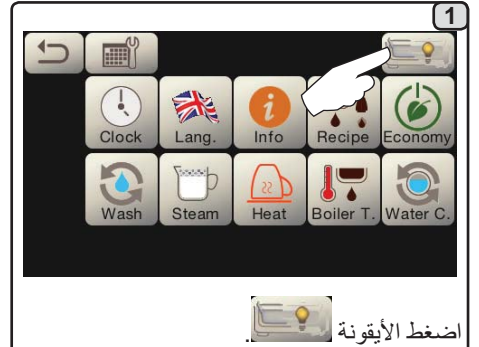 1
Clock Lang. Info Recipe Economy
Wash Steam Heat Boiler T. Water C.
اضغط الأيقونة .